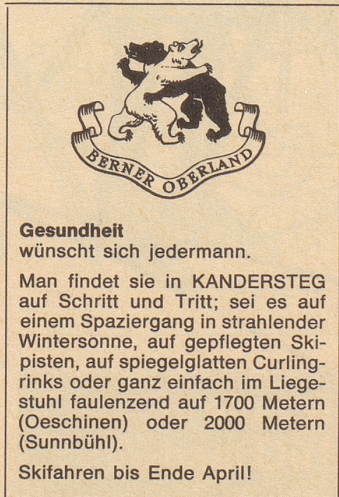 BERNER OBERLAND
Gesundheit
wünscht sich jedermann.
Man findet sie in KANDERSTEG
auf Schritt und Tritt; sei es auf
einem Spaziergang in strahlender
Wintersonne, auf gepflegten Ski-
pisten, auf spiegelglatten Curling-
rinks oder ganz einfach im Liege-
stuhl faulenzend auf 1700 Metern
(Oeschinen) oder 2000 Metern
(Sunnbühl).
Skifahren bis Ende April!